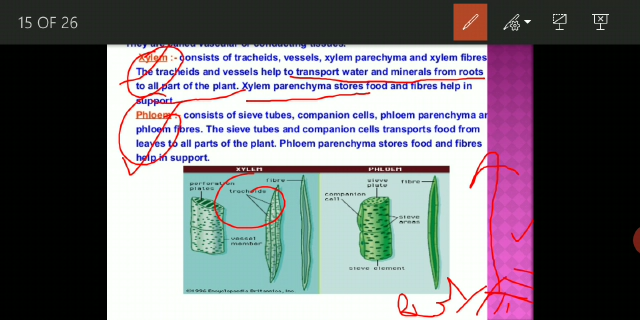 15 OF 26
They are called vascular or conducting tissues.
Xylem :- consists of tracheids, vessels, xylem parechyma and xylem fibres
The tracheids and vessels help to transport water and minerals from roots
to all part of the plant. Xylem parenchyma stores food and fibres help in
support.
Phloem :- consists of sieve tubes, companion cells, phloem parenchyma an
phloem fibres. The sieve tubes and companion cells transports food from
leaves to all parts of the plant. Phloem parenchyma stores food and fibres
help in support.
XYLEM
PHLOEM
perforation
plates
tracheids
fibre
vessel
member
sieve
plate
companion
cell
fibre
sieve
areas
sieve element
©1996 Encyclopaedia Britannica, Inc.